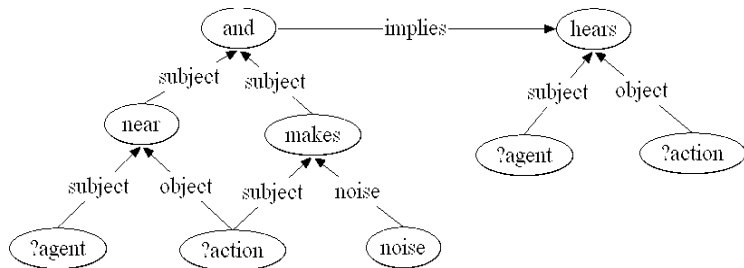 and implies hears
subject subject subject object
near makes
?agent ?action
subject object subject noise
?agent ?action noise